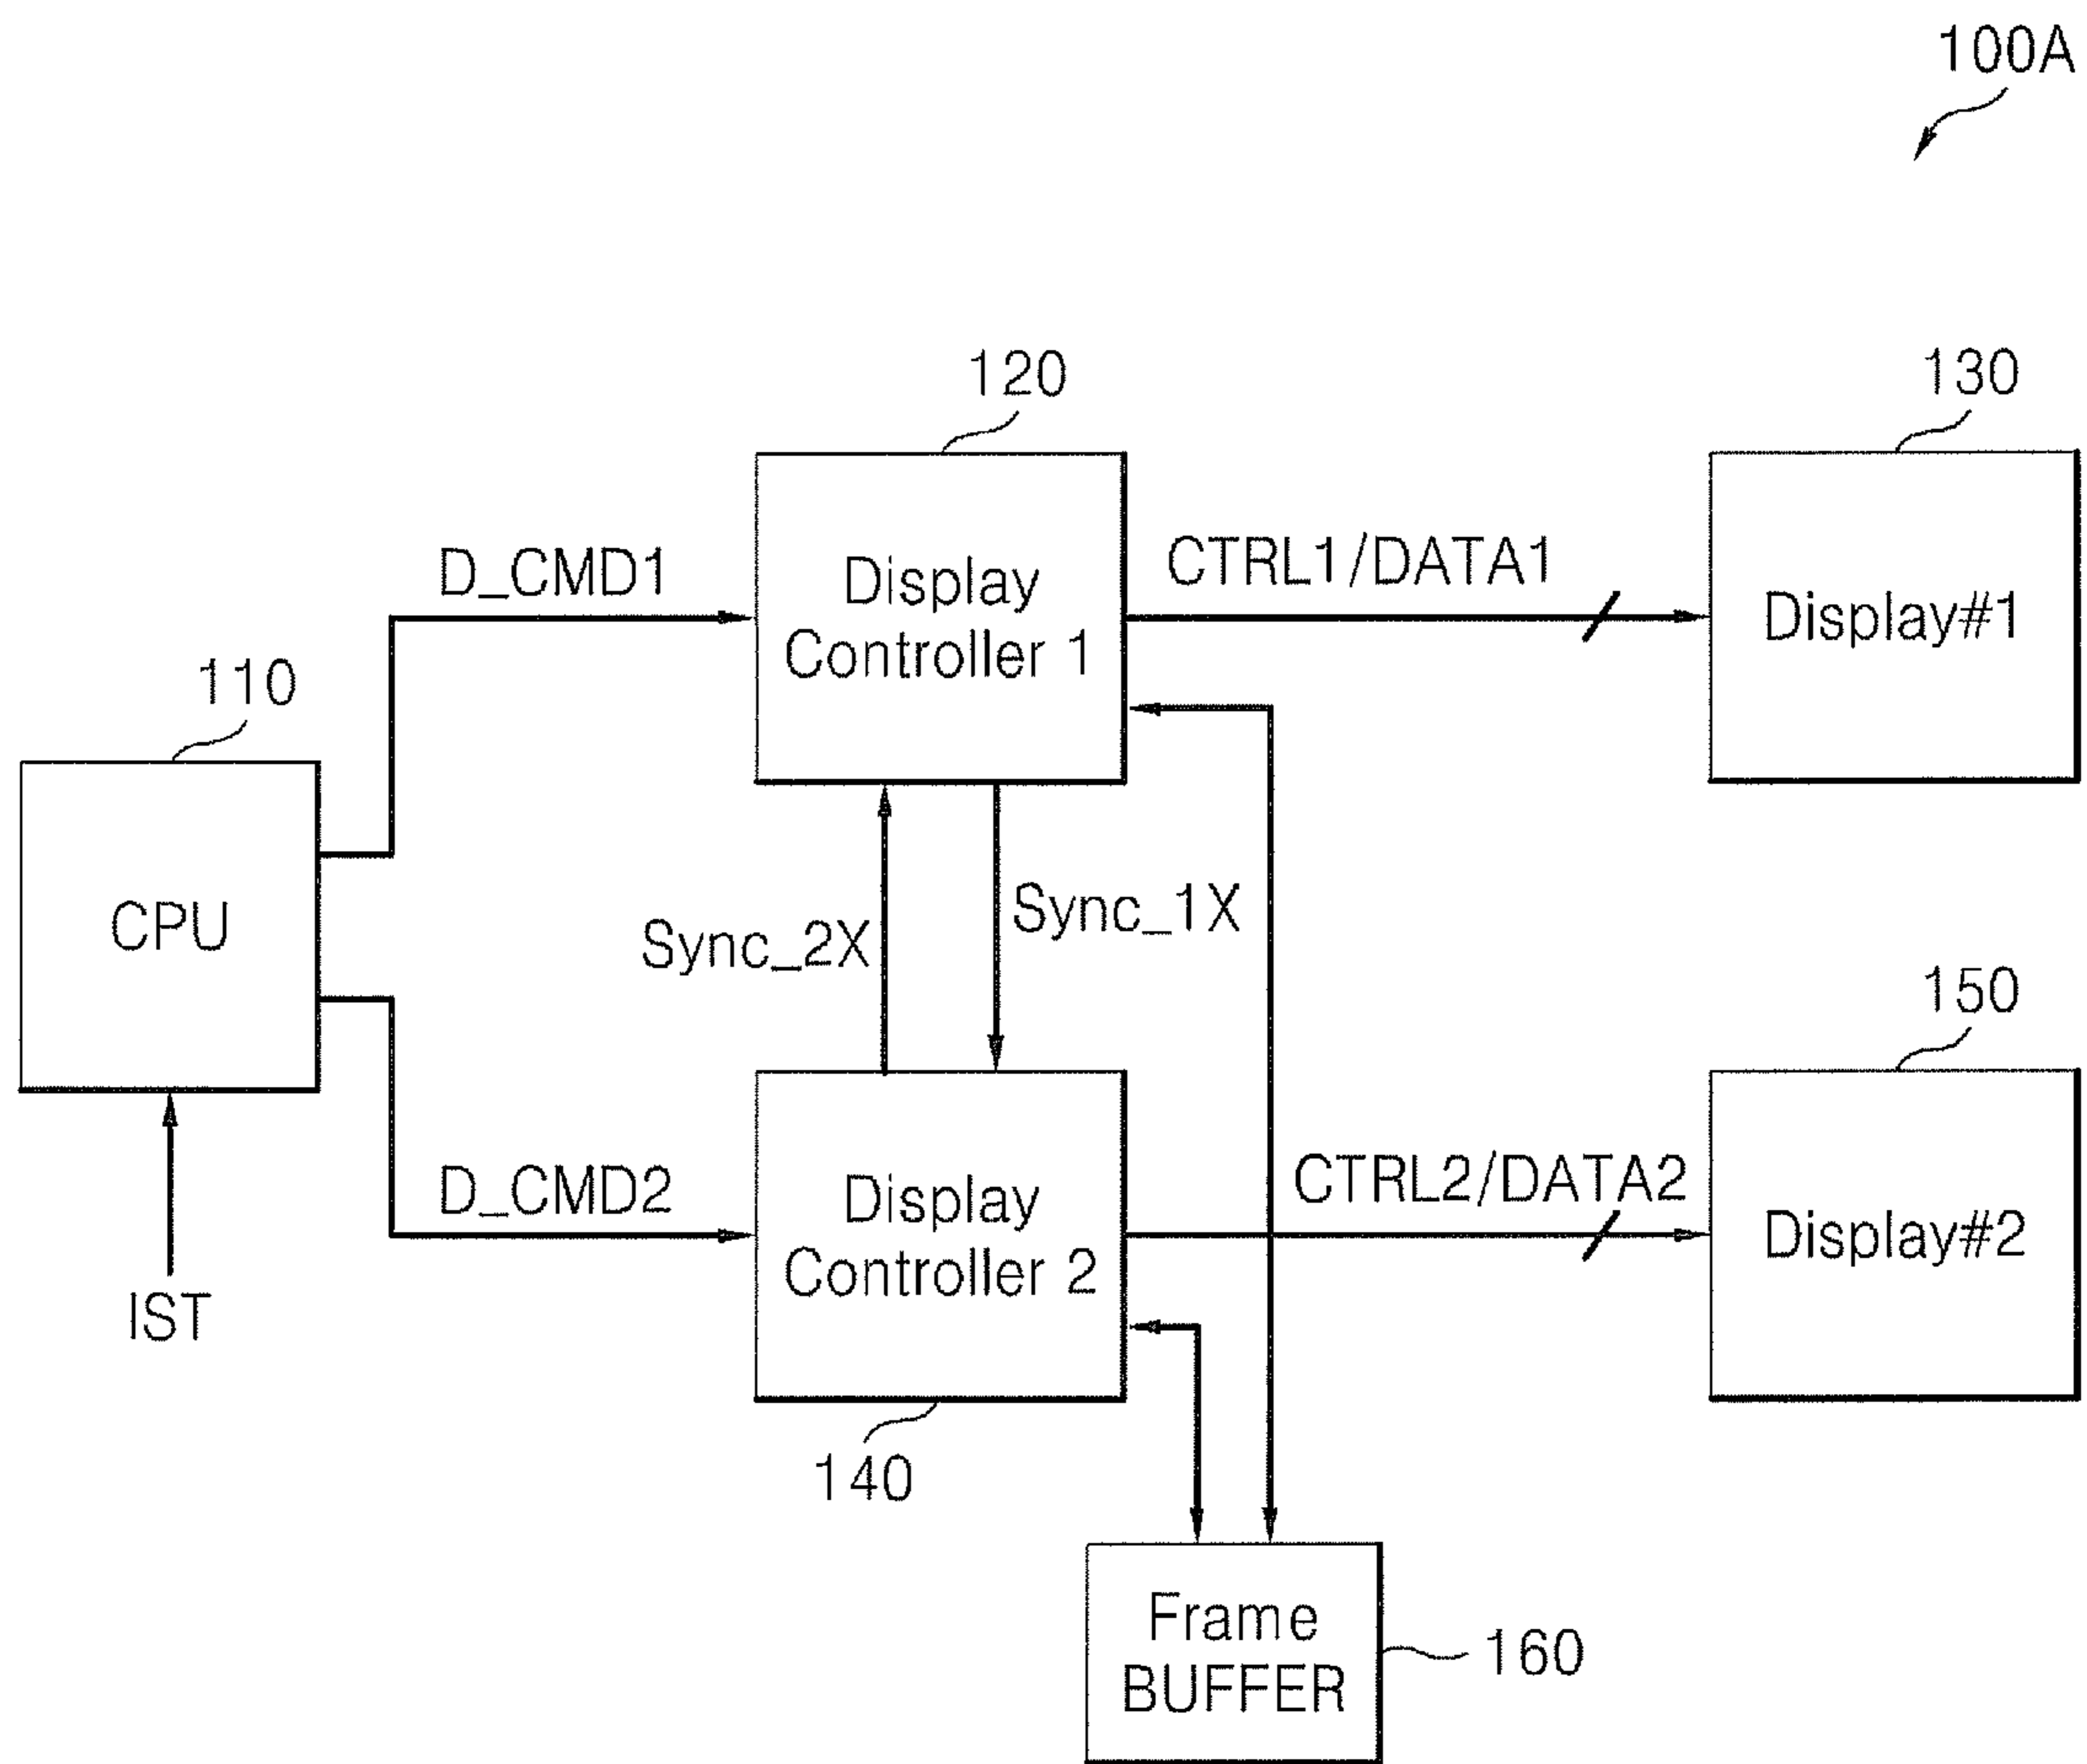 100A
120
130
D_CMD1
Display
Controller 1
CTRL1/DATA1
Display#1
110
CPU
Sync_2X
Sync_1X
150
D_CMD2
Display
Controller 2
CTRL2/DATA2
Display#2
IST
140
Frame
BUFFER
160